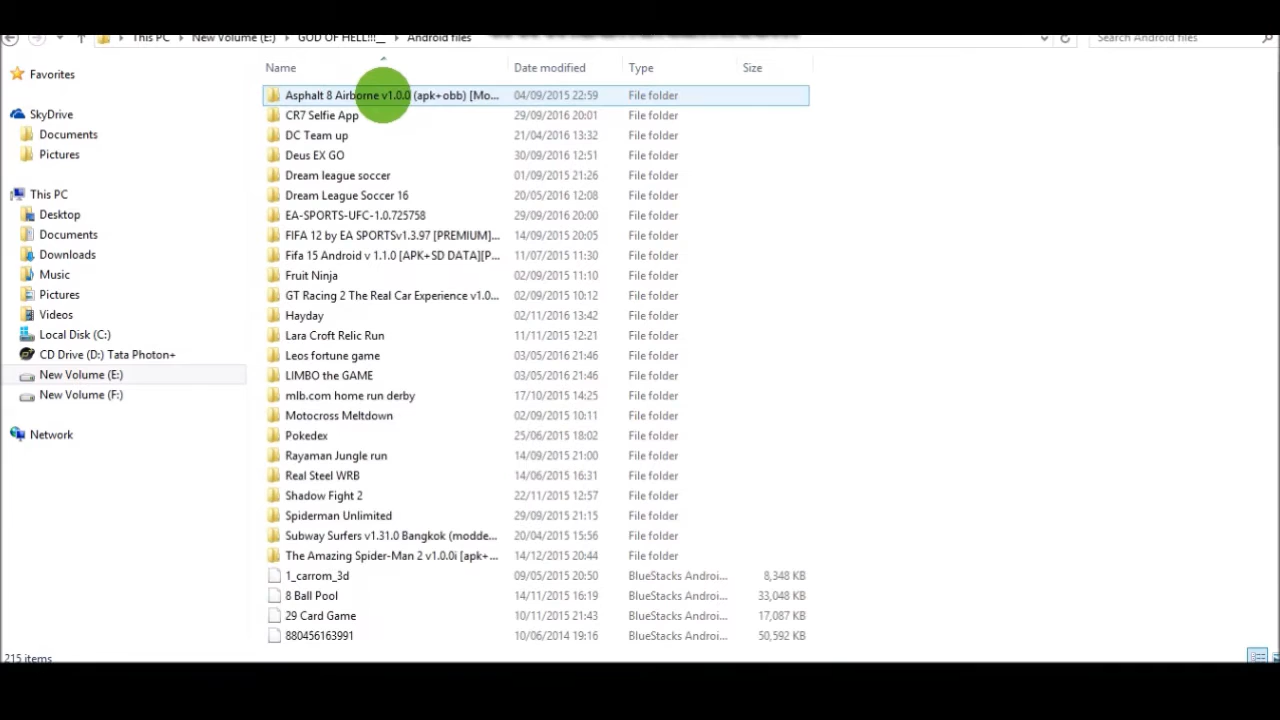 This PC New Volume (E:) GOD OF HELL!!!__ Android files Search Android files
Name Date modified Type Size
Favorites
SkyDrive
Documents
Pictures
This PC
Desktop
Documents
Downloads
Music
Pictures
Videos
Local Disk (C:)
CD Drive (D:) Tata Photon+
New Volume (E:)
New Volume (F:)
Network
Asphalt 8 Airborne v1.0.0 (apk+obb) [Mo... 04/09/2015 22:59 File folder
CR7 Selfie App 29/09/2016 20:01 File folder
DC Team up 21/04/2016 13:32 File folder
Deus EX GO 30/09/2016 12:51 File folder
Dream league soccer 01/09/2015 21:26 File folder
Dream League Soccer 16 20/05/2016 12:08 File folder
EA-SPORTS-UFC-1.0.725758 29/09/2016 20:00 File folder
FIFA 12 by EA SPORTSv1.3.97 [PREMIUM]... 14/09/2015 20:05 File folder
Fifa 15 Android v 1.1.0 [APK+SD DATA][P... 11/07/2015 11:30 File folder
Fruit Ninja 02/09/2015 11:10 File folder
GT Racing 2 The Real Car Experience v1.0... 02/09/2015 10:12 File folder
Hayday 02/11/2016 13:42 File folder
Lara Croft Relic Run 11/11/2015 12:21 File folder
Leos fortune game 03/05/2016 21:46 File folder
LIMBO the GAME 03/05/2016 21:46 File folder
mlb.com home run derby 17/10/2015 14:25 File folder
Motocross Meltdown 02/09/2015 10:11 File folder
Pokedex 25/06/2015 18:02 File folder
Rayaman Jungle run 14/09/2015 21:00 File folder
Real Steel WRB 14/06/2015 16:31 File folder
Shadow Fight 2 22/11/2015 12:57 File folder
Spiderman Unlimited 29/09/2015 21:15 File folder
Subway Surfers v1.31.0 Bangkok (modde... 20/04/2015 15:56 File folder
The Amazing Spider-Man 2 v1.0.0i [apk+... 14/12/2015 20:44 File folder
1_carrom_3d 09/05/2015 20:50 BlueStacks Androi... 8,348 KB
8 Ball Pool 14/11/2015 16:19 BlueStacks Androi... 33,048 KB
29 Card Game 10/11/2015 21:43 BlueStacks Androi... 17,087 KB
880456163991 10/06/2014 19:16 BlueStacks Androi... 50,592 KB
215 items